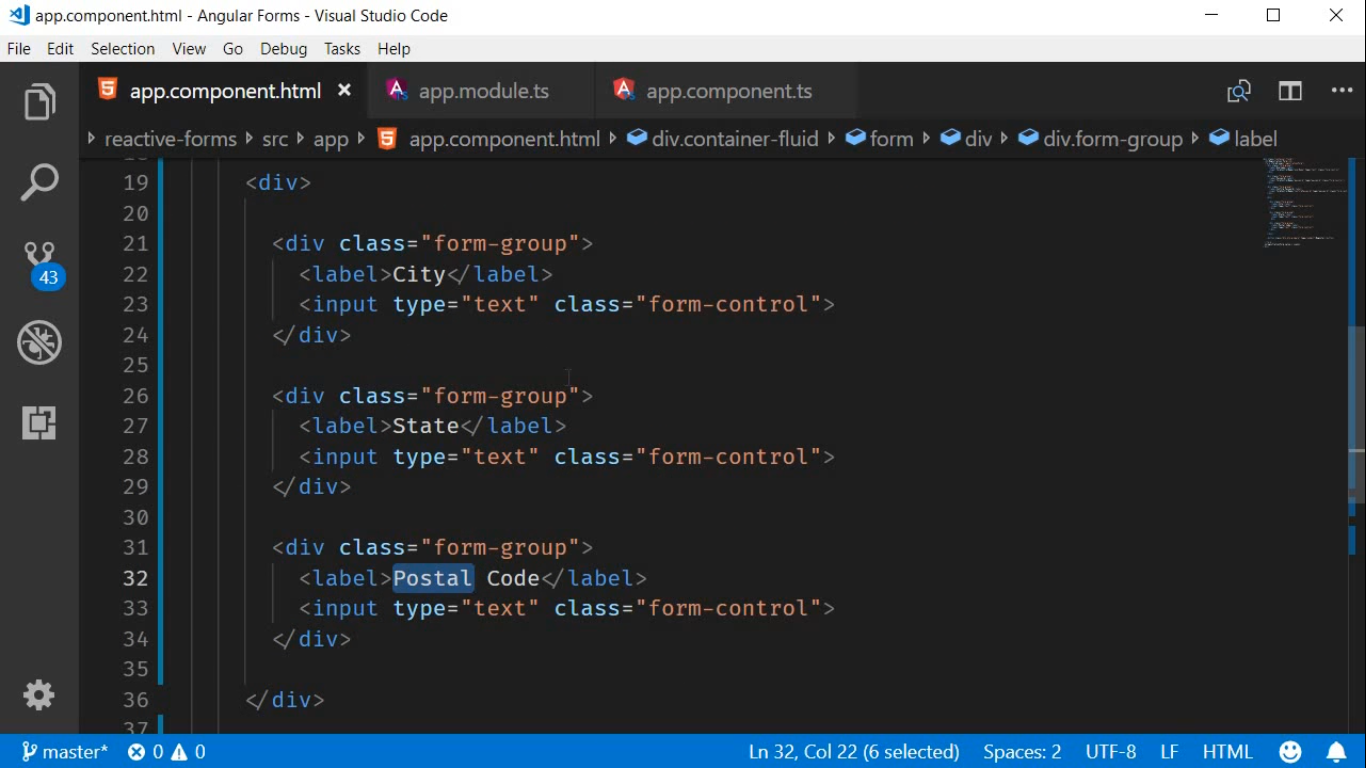 app.component.html - Angular Forms - Visual Studio Code
File Edit Selection View Go Debug Tasks Help
app.component.html app.module.ts app.component.ts
reactive-forms src app app.component.html div.container-fluid form div div.form-group label
19 <div>
20
21 <div class="form-group">
22 <label>City</label>
23 <input type="text" class="form-control">
24 </div>
25
26 <div class="form-group">
27 <label>State</label>
28 <input type="text" class="form-control">
29 </div>
30
31 <div class="form-group">
32 <label>Postal Code</label>
33 <input type="text" class="form-control">
34 </div>
35
36 </div>
37
43
master* 0 0 Ln 32, Col 22 (6 selected) Spaces: 2 UTF-8 LF HTML